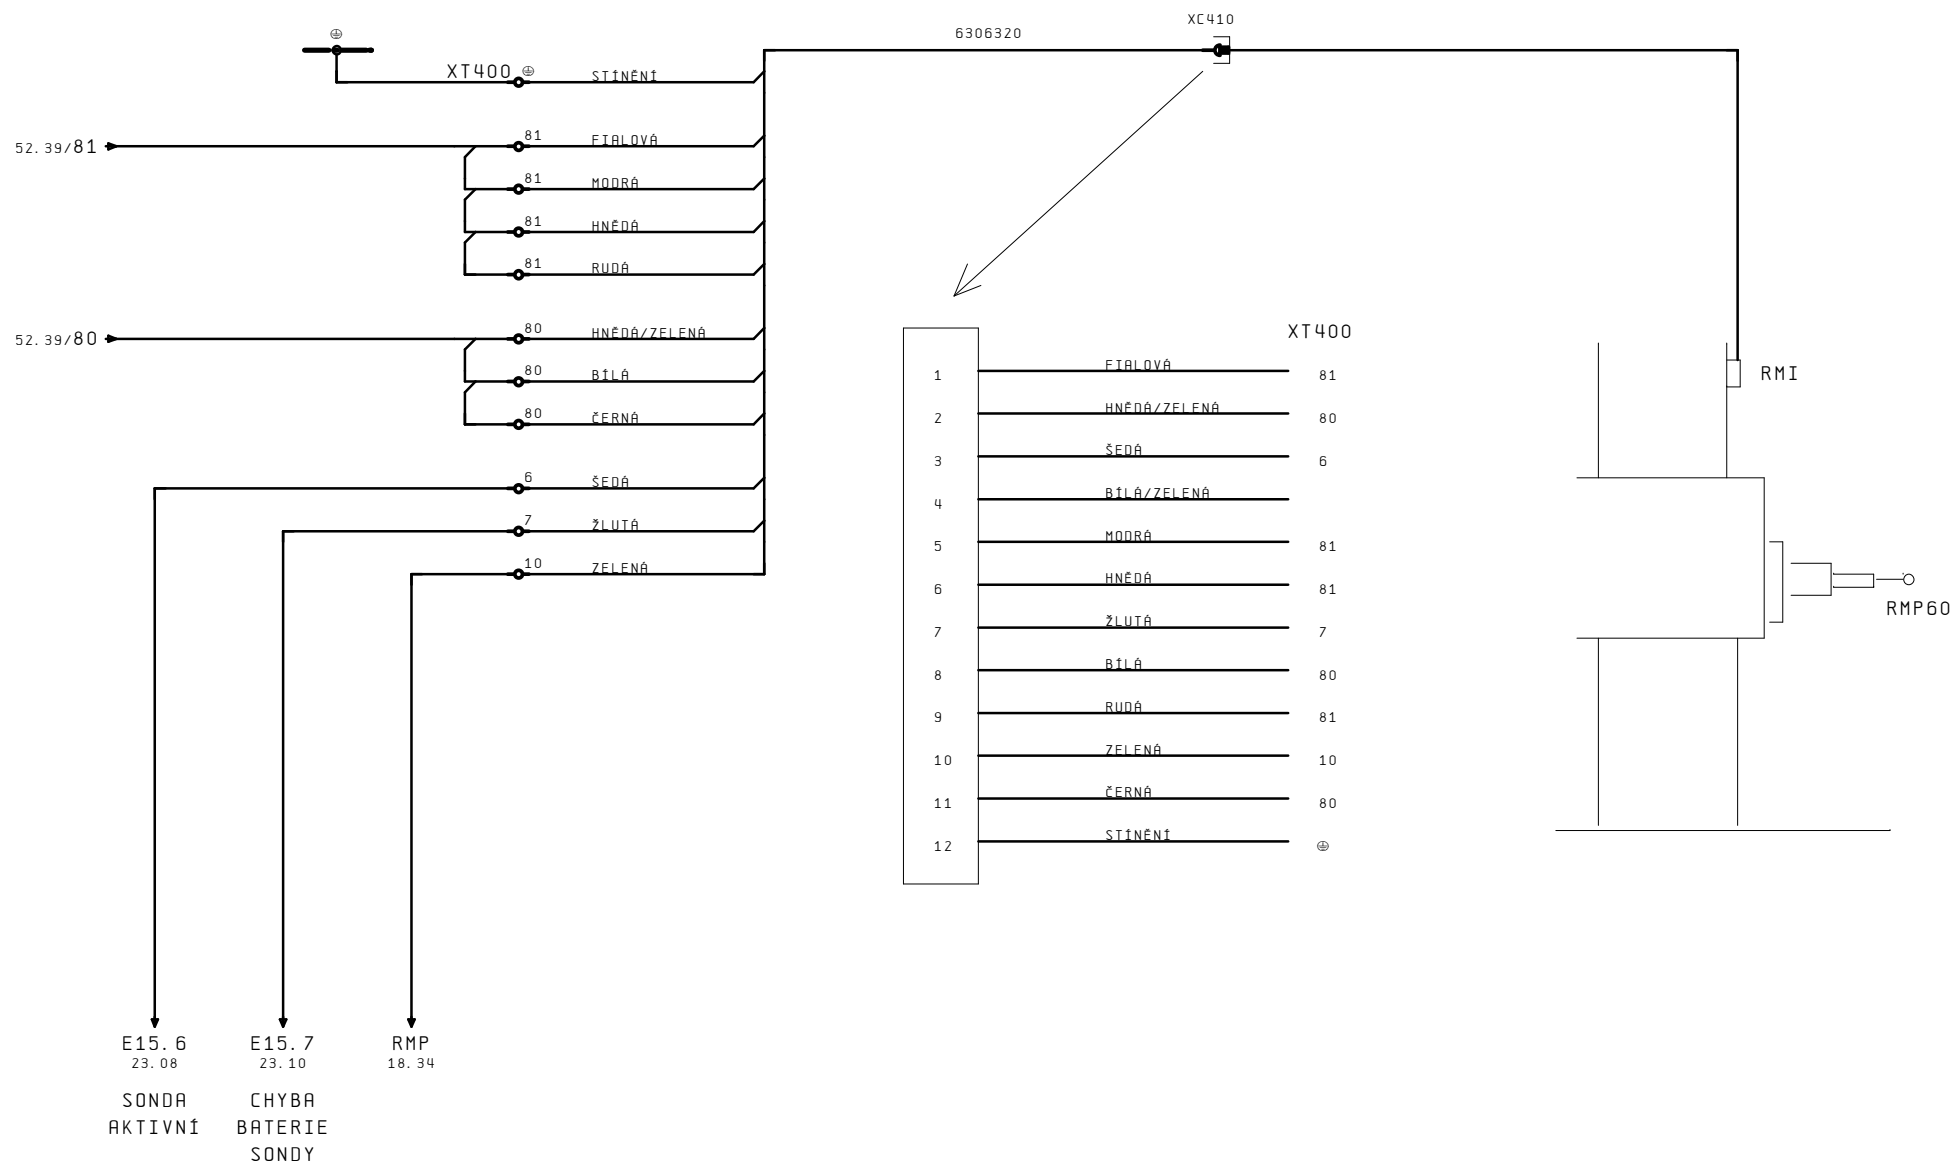 XC410
6306320
XT400
STÍNĚNÍ
52.39/81
81 FIALOVÁ
81 MODRÁ
81 HNĚDÁ
81 RUDÁ
52.39/80
80 HNĚDÁ/ZELENÁ
80 BÍLÁ
80 ČERNÁ
6 ŠEDÁ
7 ŽLUTÁ
10 ZELENÁ
XT400
1 FIALOVÁ 81
2 HNĚDÁ/ZELENÁ 80
3 ŠEDÁ 6
4 BÍLÁ/ZELENÁ
5 MODRÁ 81
6 HNĚDÁ 81
7 ŽLUTÁ 7
8 BÍLÁ 80
9 RUDÁ 81
10 ZELENÁ 10
11 ČERNÁ 80
12 STÍNĚNÍ
RMI
RMP60
E15.6
23.08
SONDA
AKTIVNÍ
E15.7
23.10
CHYBA
BATERIE
SONDY
RMP
18.34